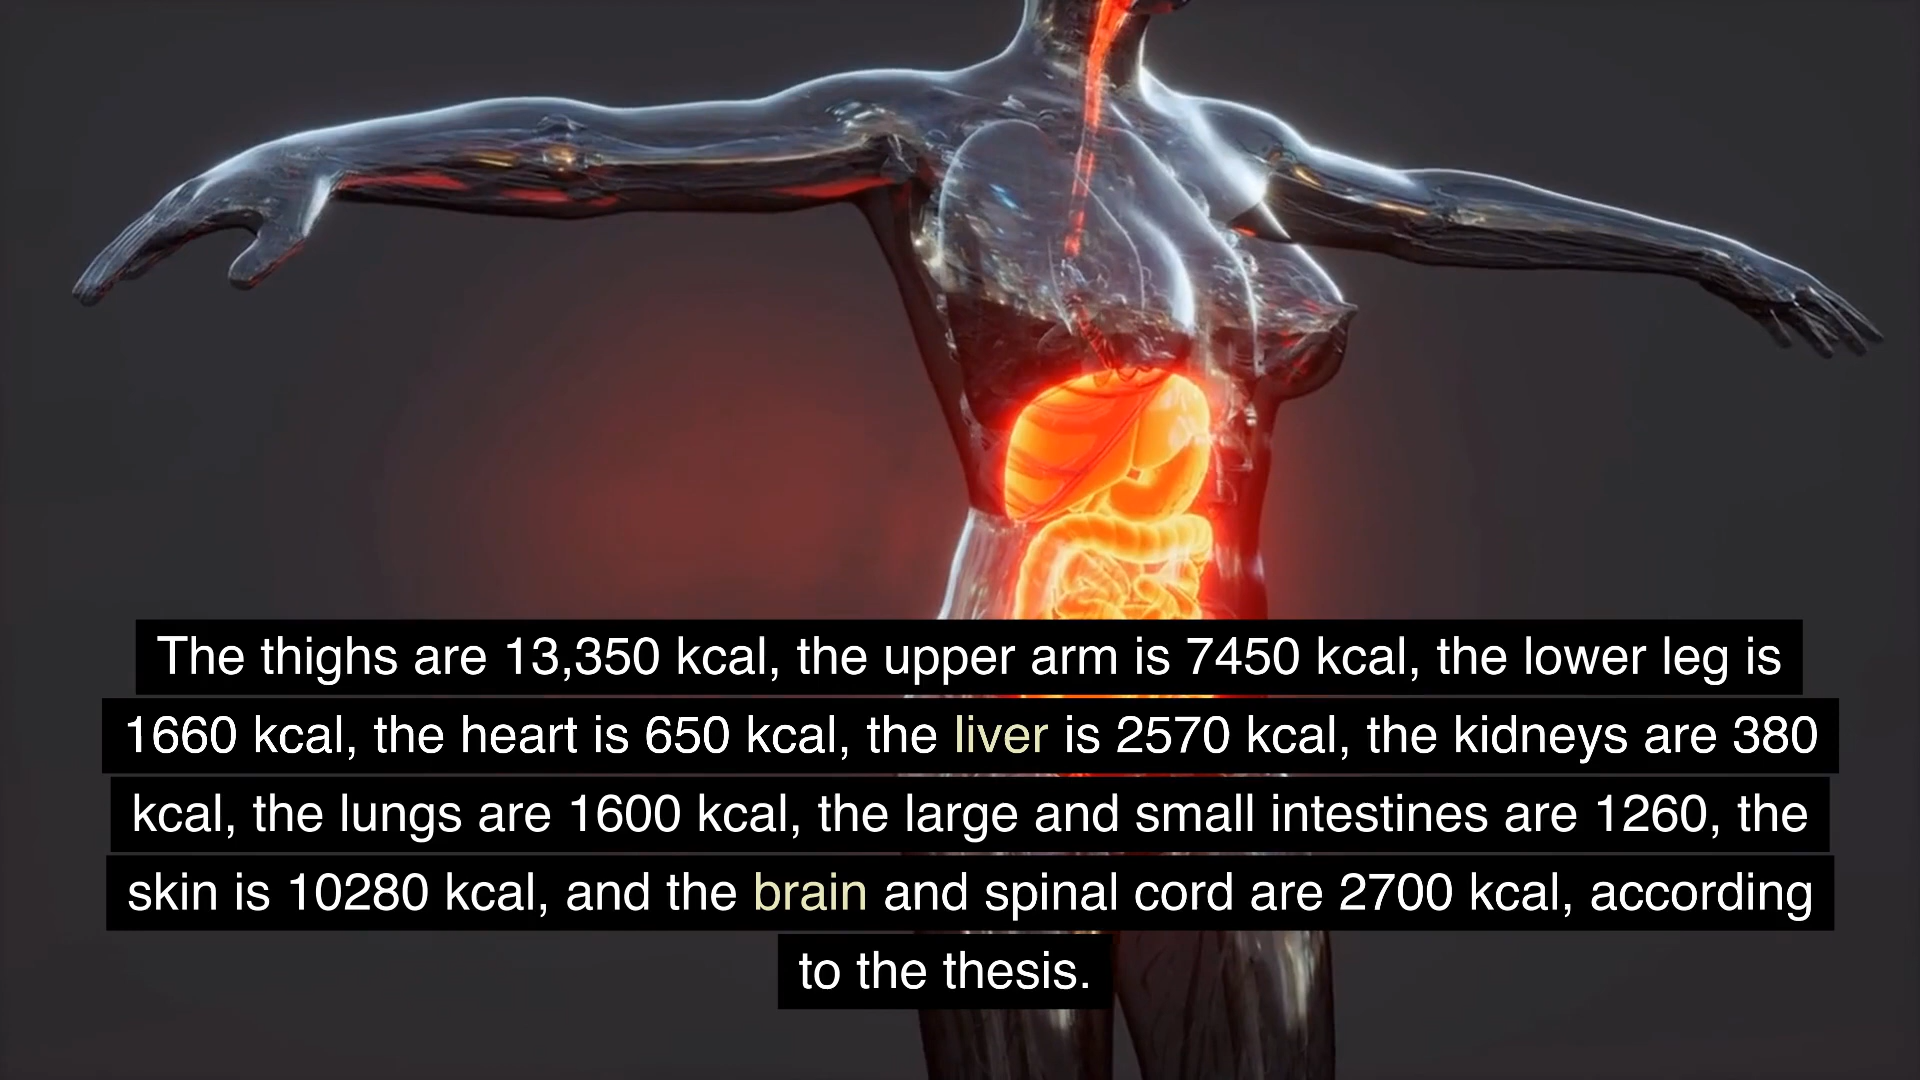 The thighs are 13,350 kcal, the upper arm is 7450 kcal, the lower leg is
1660 kcal, the heart is 650 kcal, the liver is 2570 kcal, the kidneys are 380
kcal, the lungs are 1600 kcal, the large and small intestines are 1260, the
skin is 10280 kcal, and the brain and spinal cord are 2700 kcal, according
to the thesis.